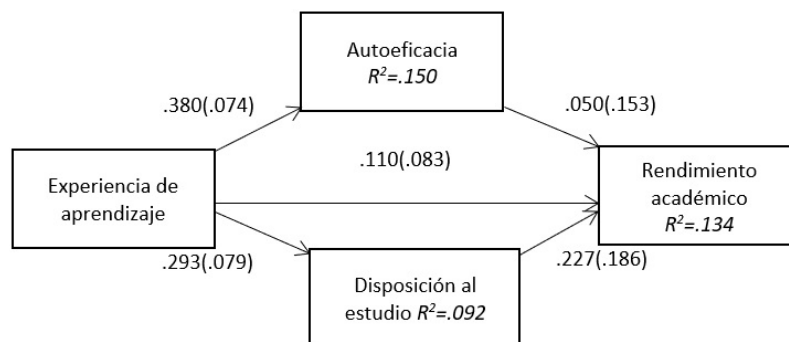 Autoeficacia
R²=.150
.380(.074)
.050(.153)
.110(.083)
Experiencia de
aprendizaje
Rendimiento
académico
R²=.134
.293(.079)
.227(.186)
Disposición al
estudio R²=.092